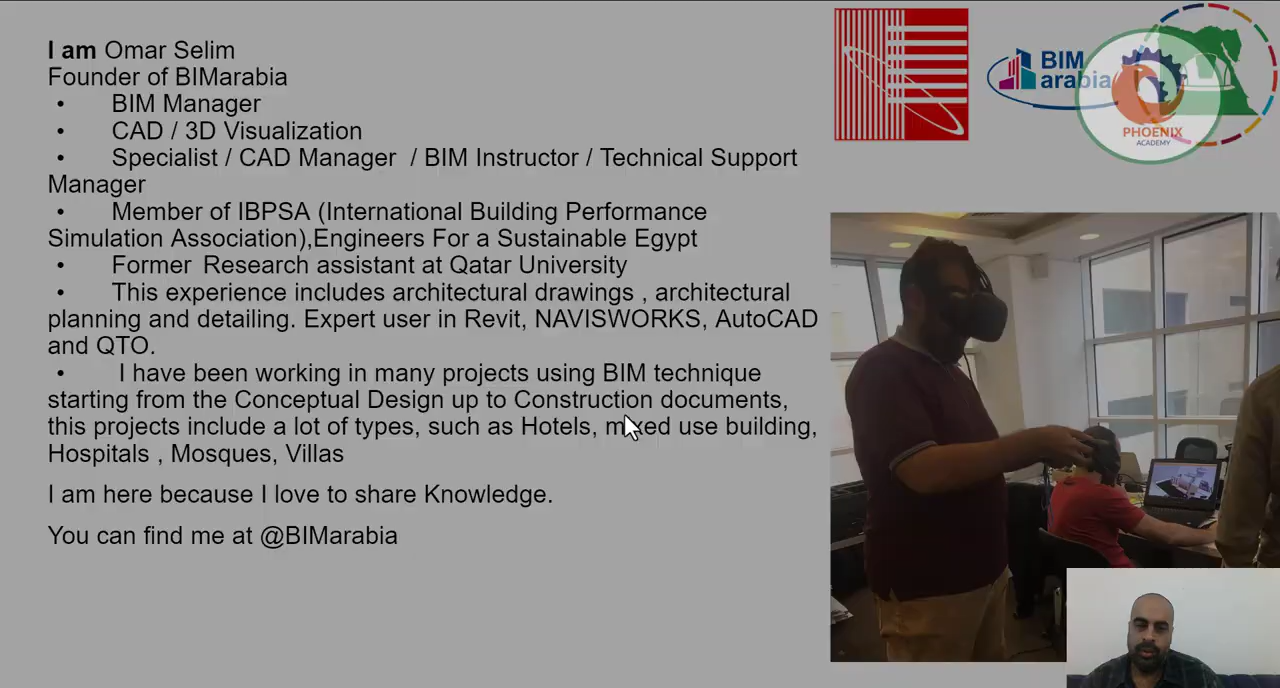 I am Omar Selim
Founder of BIMarabia
• BIM Manager
• CAD / 3D Visualization
• Specialist / CAD Manager / BIM Instructor / Technical Support
Manager
• Member of IBPSA (International Building Performance
Simulation Association),Engineers For a Sustainable Egypt
• Former Research assistant at Qatar University
• This experience includes architectural drawings , architectural
planning and detailing. Expert user in Revit, NAVISWORKS, AutoCAD
and QTO.
• I have been working in many projects using BIM technique
starting from the Conceptual Design up to Construction documents,
this projects include a lot of types, such as Hotels, mixed use building,
Hospitals , Mosques, Villas
I am here because I love to share Knowledge.
You can find me at @BIMarabia
BIM
arabia
PHOENIX
ACADEMY